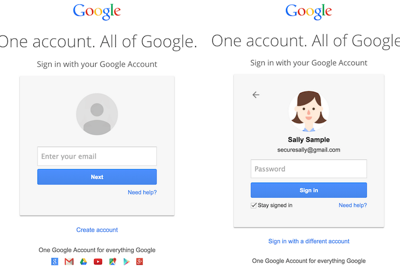 Google
One account. All of Google.
Sign in with your Google Account
Enter your email
Next
Need help?
Create account
One Google Account for everything Google
Google
One account. All of Google
Sign in with your Google Account
Sally Sample
securesally@gmail.com
Password
Sign in
Stay signed in
Need help?
Sign in with a different account
One Google Account for everything Google